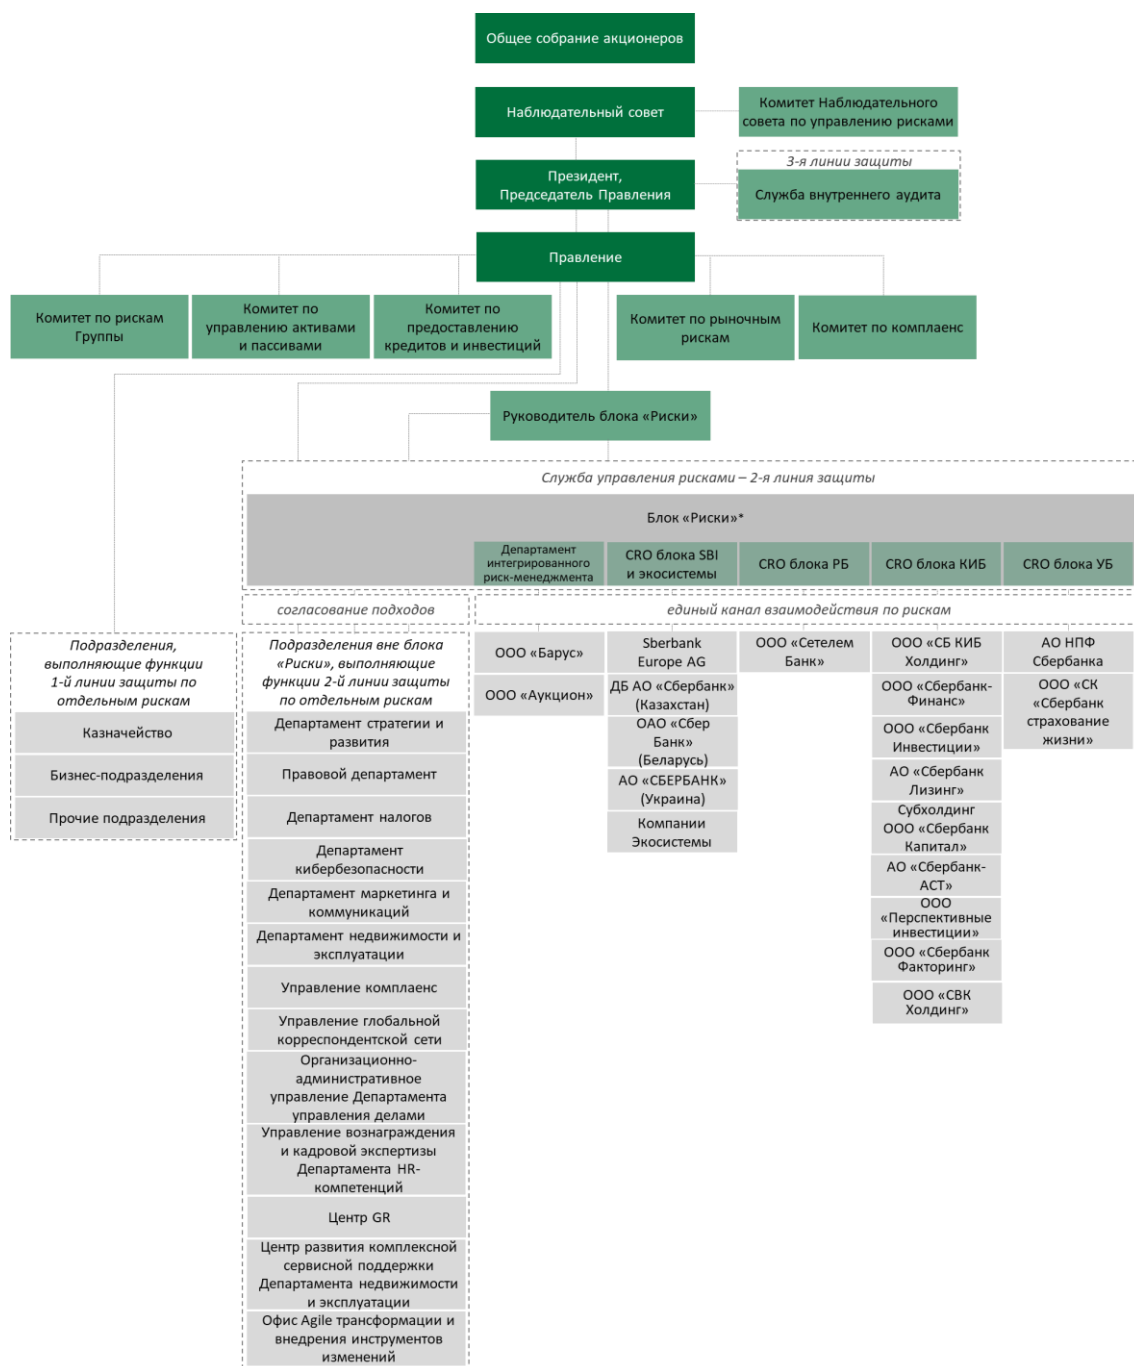 Общее собрание акционеров
Наблюдательный совет
Комитет Наблюдательного
совета по управлению рисками
3-я линии защиты
Президент,
Председатель Правления
Служба внутреннего аудита
Правление
Комитет по рискам
Группы
Комитет по
управлению активами
и пассивами
Комитет по
предоставлению
кредитов и инвестиций
Комитет по рыночным
рискам
Комитет по комплаенс
Руководитель блока «Риски»
Служба управления рисками – 2-я линия защиты
Блок «Риски»*
Департамент
интегрированного
риск-менеджмента
CRO блока SBI
и экосистемы
CRO блока РБ
CRO блока КИБ
CRO блока УБ
согласование подходов
единый канал взаимодействия по рискам
Подразделения,
выполняющие функции
1-й линии защиты по
отдельным рискам
Казначейство
Бизнес-подразделения
Прочие подразделения
Подразделения вне блока
«Риски», выполняющие
функции 2-й линии защиты
по отдельным рискам
Департамент стратегии и
развития
Правовой департамент
Департамент налогов
Департамент
кибербезопасности
Департамент маркетинга и
коммуникаций
Департамент недвижимости и
эксплуатации
Управление комплаенс
Управление глобальной
корреспондентской сети
Организационно-
административное
управление Департамента
управления делами
Управление вознаграждения
и кадровой экспертизы
Департамента HR-
компетенций
Центр GR
Центр развития комплексной
сервисной поддержки
Департамента недвижимости
и эксплуатации
Офис Agile трансформации и
внедрения инструментов
изменений
ООО «Барус»
ООО «Аукцион»
Sberbank
Europe AG
ДБ АО «Сбербанк»
(Казахстан)
ОАО «Сбер
Банк»
(Беларусь)
АО «СБЕРБАНК»
(Украина)
Компании
Экосистемы
ООО «Сетелем
Банк»
ООО «СБ КИБ
Холдинг»
ООО «Сбербанк-
Финанс»
ООО «Сбербанк
Инвестиции»
АО «Сбербанк
Лизинг»
Субхолдинг
ООО «Сбербанк
Капитал»
АО «Сбербанк-
АСТ»
ООО
«Перспективные
инвестиции»
ООО «Сбербанк
Факторинг»
ООО «СВК
Холдинг»
АО НПФ
Сбербанка
ООО «СК
«Сбербанк
страхование
жизни»